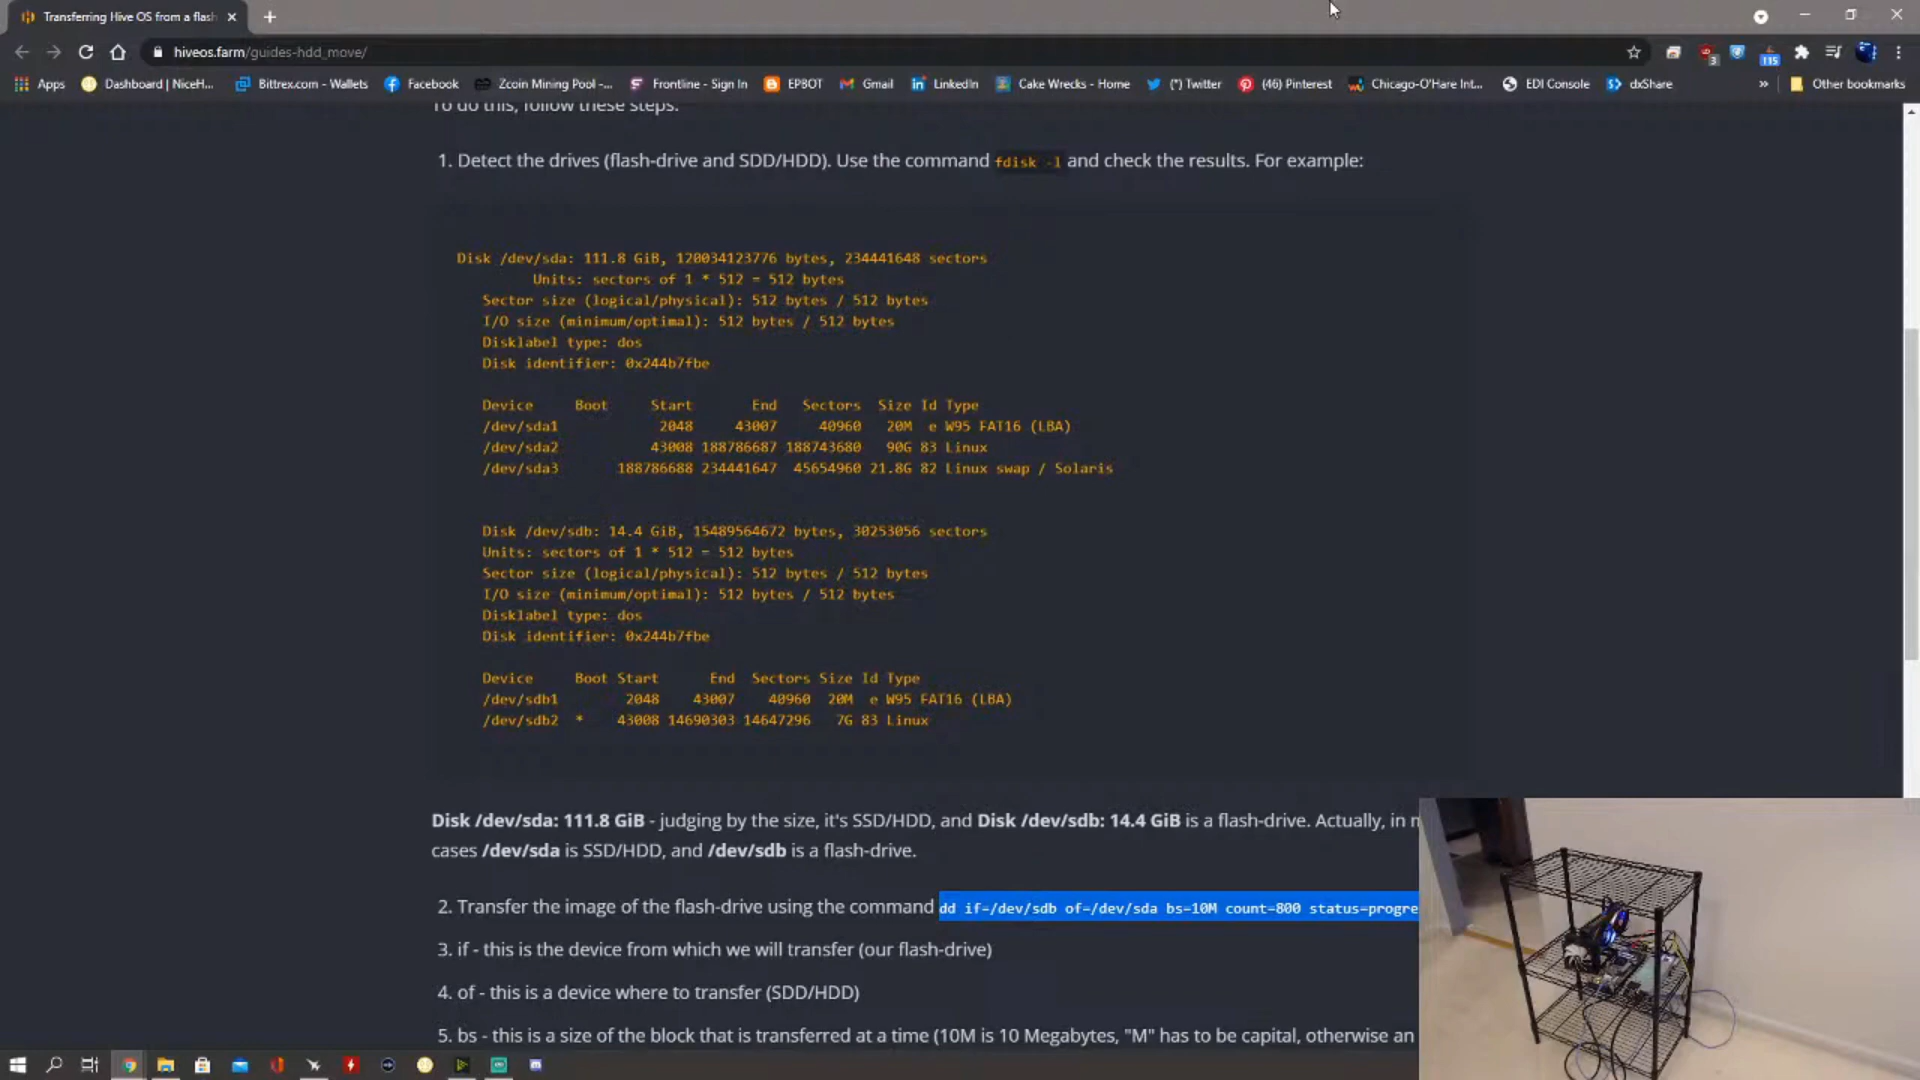 Transferring Hive OS from a flash
hiveos.farm/guides-hdd_move/
3
115
Apps
Dashboard | NiceH...
Bittrex.com - Wallets
Facebook
Zcoin Mining Pool -...
Frontline - Sign In
EPBOT
Gmail
LinkedIn
Cake Wrecks - Home
(*) Twitter
(46) Pinterest
Chicago-O'Hare Int...
EDI Console
dxShare
»
Other bookmarks
To do this, follow these steps:
1. Detect the drives (flash-drive and SDD/HDD). Use the command fdisk -l and check the results. For example:
Disk /dev/sda: 111.8 GiB, 120034123776 bytes, 234441648 sectors
Units: sectors of 1 * 512 = 512 bytes
Sector size (logical/physical): 512 bytes / 512 bytes
I/O size (minimum/optimal): 512 bytes / 512 bytes
Disklabel type: dos
Disk identifier: 0x244b7fbe
Device Boot Start End Sectors Size Id Type
/dev/sda1 2048 43007 40960 20M e W95 FAT16 (LBA)
/dev/sda2 43008 188786687 188743680 90G 83 Linux
/dev/sda3 188786688 234441647 45654960 21.8G 82 Linux swap / Solaris
Disk /dev/sdb: 14.4 GiB, 15489564672 bytes, 30253056 sectors
Units: sectors of 1 * 512 = 512 bytes
Sector size (logical/physical): 512 bytes / 512 bytes
I/O size (minimum/optimal): 512 bytes / 512 bytes
Disklabel type: dos
Disk identifier: 0x244b7fbe
Device Boot Start End Sectors Size Id Type
/dev/sdb1 2048 43007 40960 20M e W95 FAT16 (LBA)
/dev/sdb2 * 43008 14690303 14647296 7G 83 Linux
Disk /dev/sda: 111.8 GiB - judging by the size, it's SSD/HDD, and Disk /dev/sdb: 14.4 GiB is a flash-drive. Actually, in m
cases /dev/sda is SSD/HDD, and /dev/sdb is a flash-drive.
2. Transfer the image of the flash-drive using the command dd if=/dev/sdb of=/dev/sda bs=10M count=800 status=progre
3. if - this is the device from which we will transfer (our flash-drive)
4. of - this is a device where to transfer (SDD/HDD)
5. bs - this is a size of the block that is transferred at a time (10M is 10 Megabytes, "M" has to be capital, otherwise an